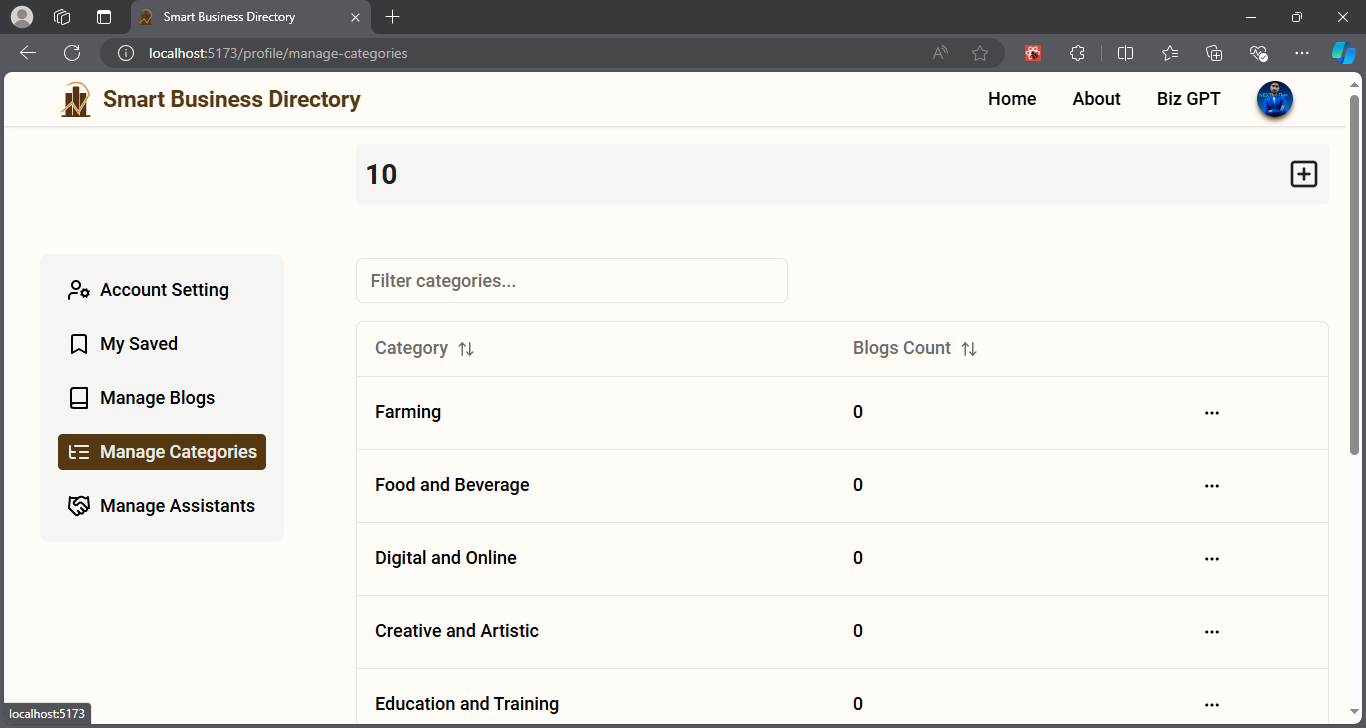 Smart Business Directory
localhost:5173/profile/manage-categories
Smart Business Directory
Home About Biz GPT
10
Account Setting
My Saved
Manage Blogs
Manage Categories
Manage Assistants
Filter categories...
Category Blogs Count
Farming 0
Food and Beverage 0
Digital and Online 0
Creative and Artistic 0
Education and Training 0
localhost:5173